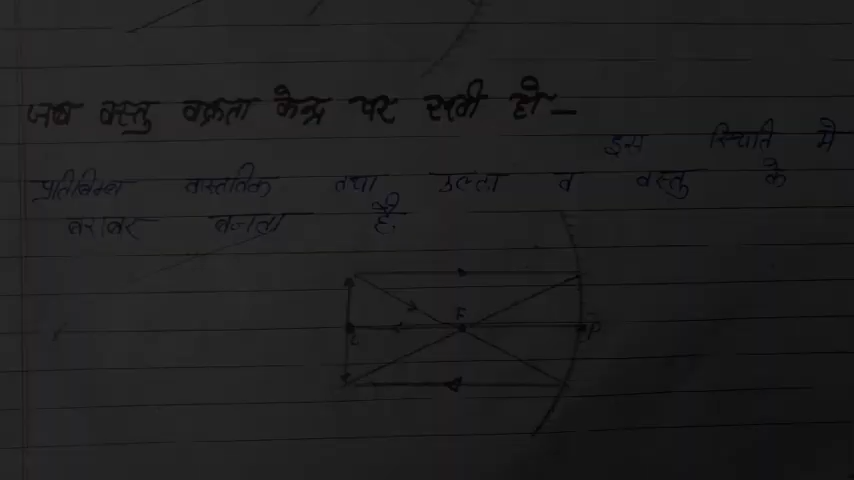 जब वस्तु वक्रता केन्द्र पर रखी हो –
इस स्थिति मे
प्रतिबिम्ब वास्तविक तथा उल्टा व वस्तु के
बराबर बनता है।
F
C
P